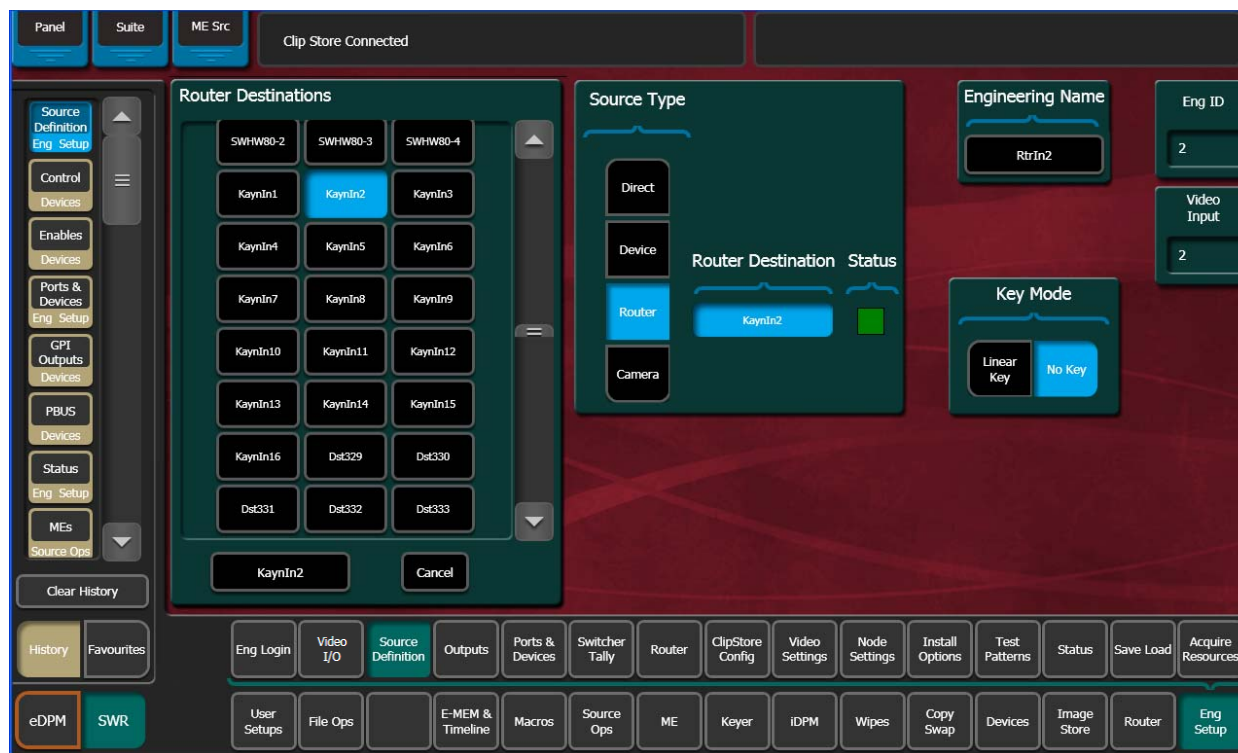 Panel
Suite
ME Src
Clip Store Connected
Source
Definition
Eng Setup
Control
Devices
Enables
Devices
Ports &
Devices
Eng Setup
GPI
Outputs
Devices
PBUS
Devices
Status
Eng Setup
MEs
Source Ops
Clear History
History
Favourites
eDPM
SWR
Router Destinations
SWHW80-2
SWHW80-3
SWHW80-4
KaynIn1
KaynIn2
KaynIn3
KaynIn4
KaynIn5
KaynIn6
KaynIn7
KaynIn8
KaynIn9
KaynIn10
KaynIn11
KaynIn12
KaynIn13
KaynIn14
KaynIn15
KaynIn16
Dst329
Dst330
Dst331
Dst332
Dst333
KaynIn2
Cancel
Source Type
Direct
Device
Router
Camera
Router Destination
KaynIn2
Status
Engineering Name
RtrIn2
Eng ID
2
Video
Input
2
Key Mode
Linear
Key
No Key
Eng Login
Video
I/O
Source
Definition
Outputs
Ports &
Devices
Switcher
Tally
Router
ClipStore
Config
Video
Settings
Node
Settings
Install
Options
Test
Patterns
Status
Save Load
Acquire
Resources
User
Setups
File Ops
E-MEM &
Timeline
Macros
Source
Ops
ME
Keyer
iDPM
Wipes
Copy
Swap
Devices
Image
Store
Router
Eng
Setup